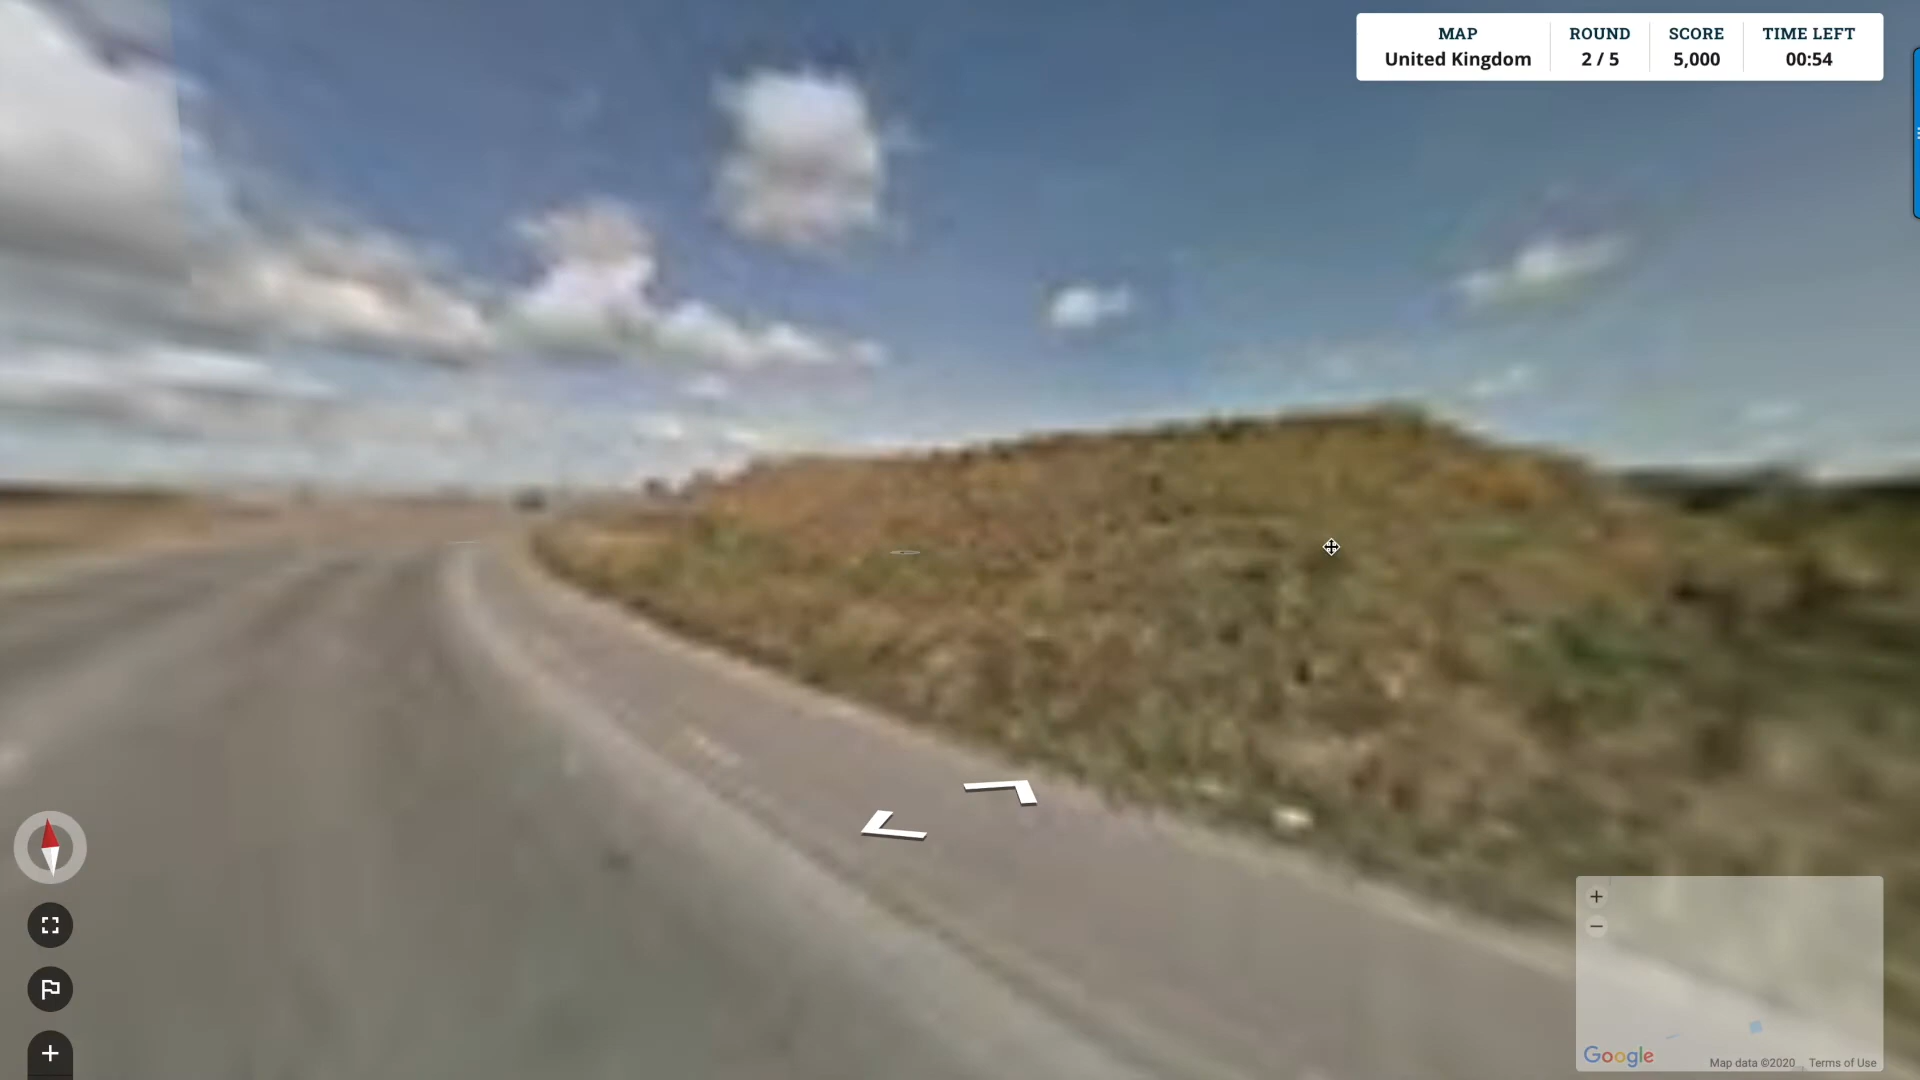 MAP
United Kingdom
ROUND
2 / 5
SCORE
5,000
TIME LEFT
00:54
Google
Map data ©2020
Terms of Use